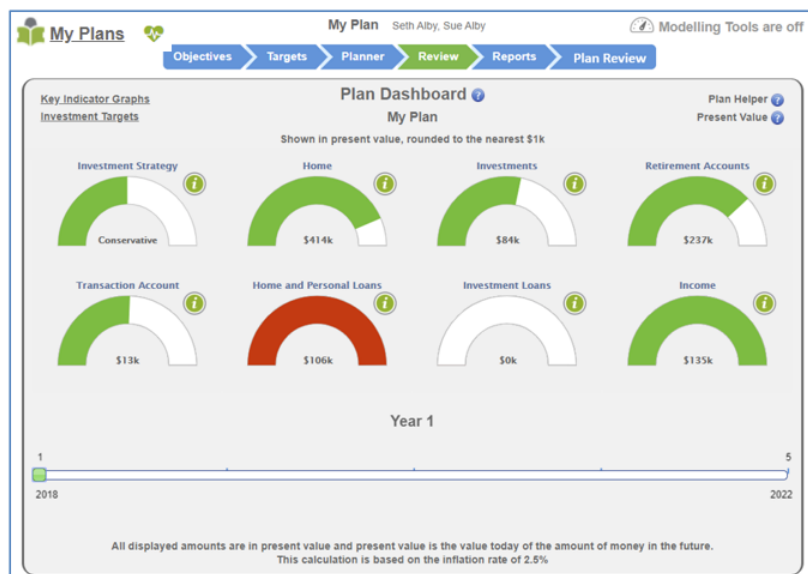 My Plans
My Plan Seth Alby, Sue Alby
Modelling Tools are off
Objectives Targets Planner Review Reports Plan Review
Key Indicator Graphs
Investment Targets
Plan Dashboard ?
My Plan
Plan Helper ?
Present Value ?
Shown in present value, rounded to the nearest $1k
Investment Strategy Home Investments Retirement Accounts
i i i i
Conservative $414k $84k $237k
Transaction Account Home and Personal Loans Investment Loans Income
i i i i
$13k $106k $0k $135k
Year 1
1 5
2018 2022
All displayed amounts are in present value and present value is the value today of the amount of money in the future.
This calculation is based on the inflation rate of 2.5%